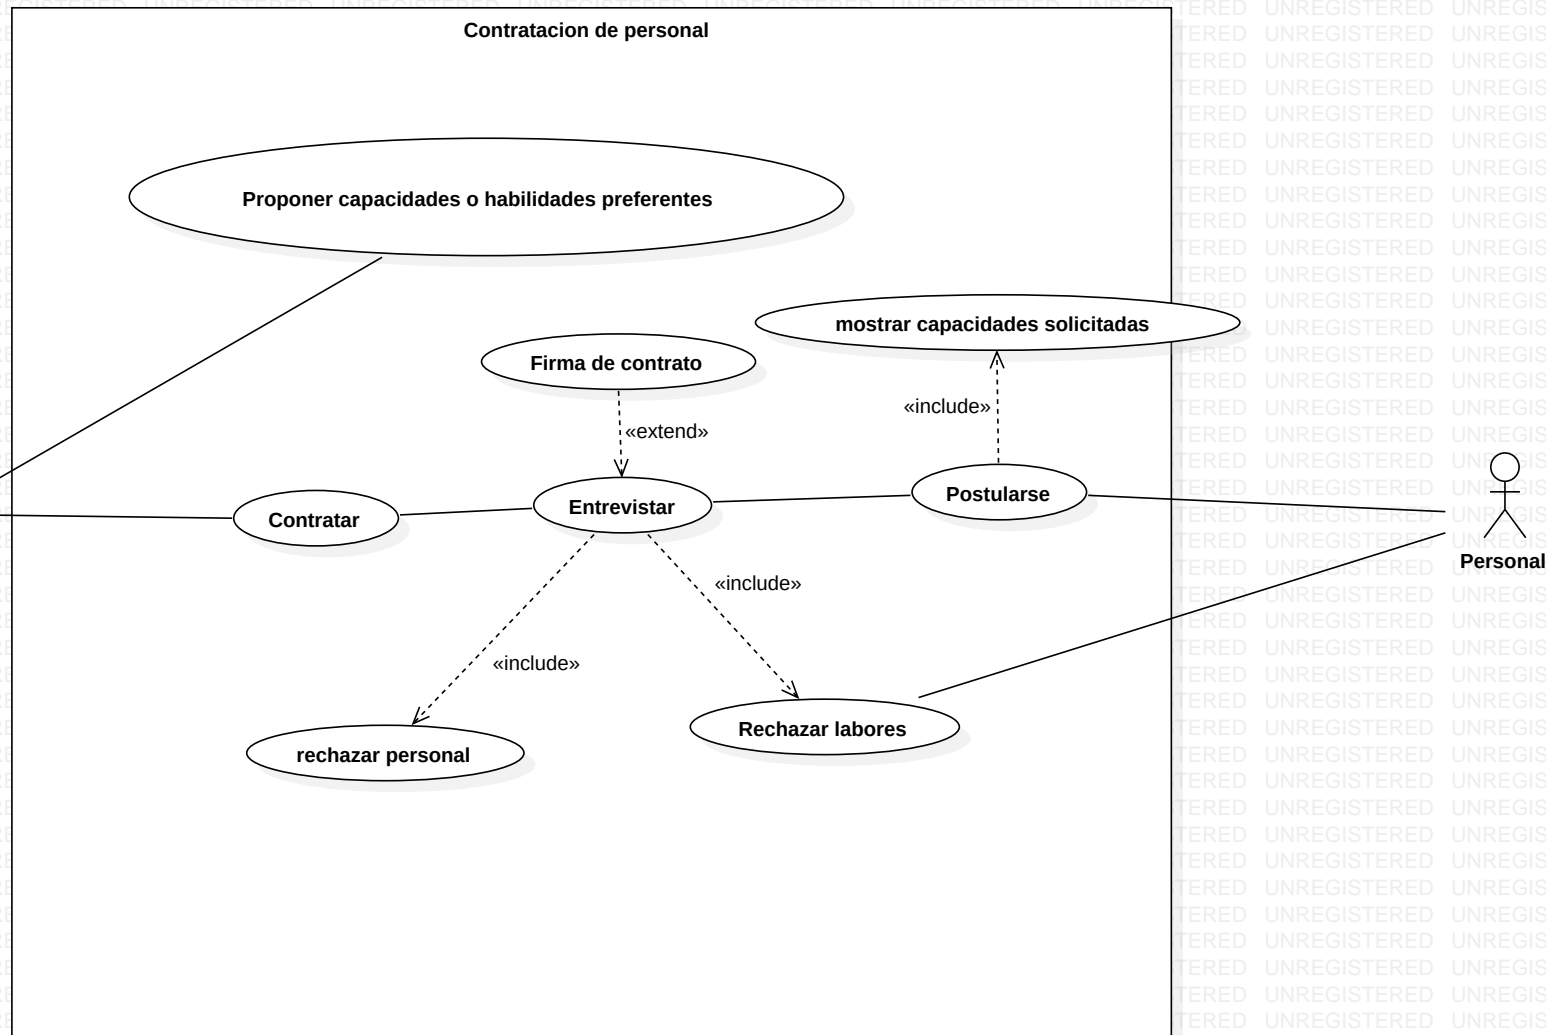 Contratacion de personal
Proponer capacidades o habilidades preferentes
mostrar capacidades solicitadas
Firma de contrato
«include»
«extend»
Postularse
Entrevistar
Contratar
Personal
«include»
«include»
Rechazar labores
rechazar personal
UNREGISTERED